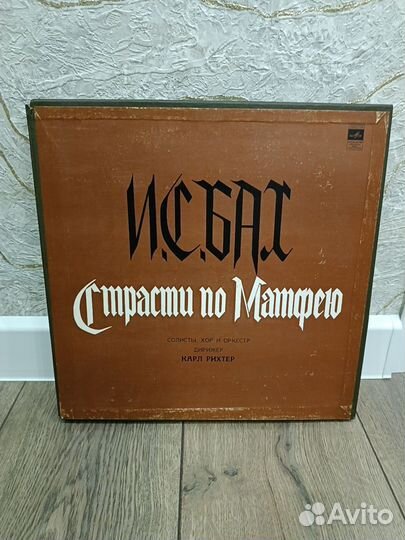 И.С.БАХ
Страсти по Матфею
СОЛИСТЫ, ХОР И ОРКЕСТР
ДИРИЖЕР
КАРЛ РИХТЕР
Avito